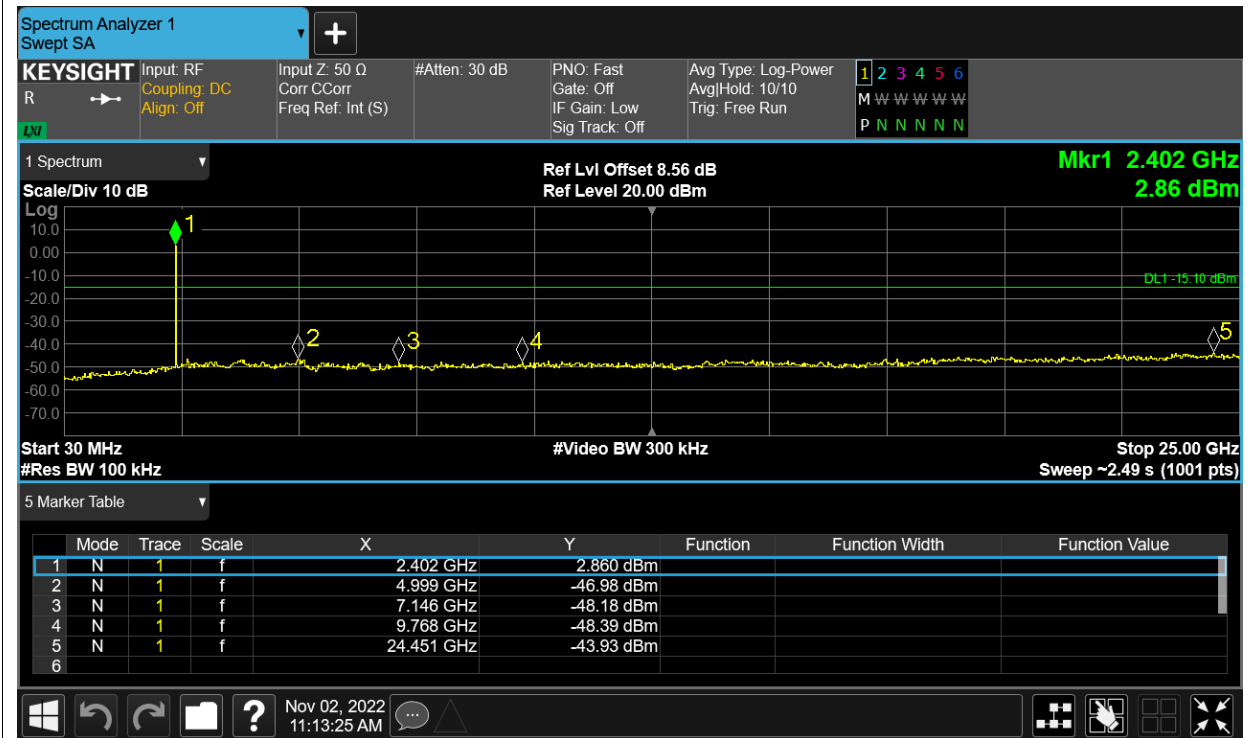 Spectrum Analyzer 1
Swept SA
KEYSIGHT
R
LXI
Input: RF
Coupling: DC
Align: Off
Input Z: 50 Ω
Corr CCorr
Freq Ref: Int (S)
#Atten: 30 dB
PNO: Fast
Gate: Off
IF Gain: Low
Sig Track: Off
Avg Type: Log-Power
Avg|Hold: 10/10
Trig: Free Run
1 2 3 4 5 6
M W W W W W
P N N N N N
1 Spectrum
Scale/Div 10 dB
Ref Lvl Offset 8.56 dB
Ref Level 20.00 dBm
Mkr1 2.402 GHz
2.86 dBm
Log
10.0
0.00
-10.0
-20.0
-30.0
-40.0
-50.0
-60.0
-70.0
1
DL1 -15.10 dBm
2
3
4
5
Start 30 MHz
#Res BW 100 kHz
#Video BW 300 kHz
Stop 25.00 GHz
Sweep ~2.49 s (1001 pts)
5 Marker Table
Mode Trace Scale X Y Function Function Width Function Value
1 N 1 f 2.402 GHz 2.860 dBm
2 N 1 f 4.999 GHz -46.98 dBm
3 N 1 f 7.146 GHz -48.18 dBm
4 N 1 f 9.768 GHz -48.39 dBm
5 N 1 f 24.451 GHz -43.93 dBm
6
?
Nov 02, 2022
11:13:25 AM